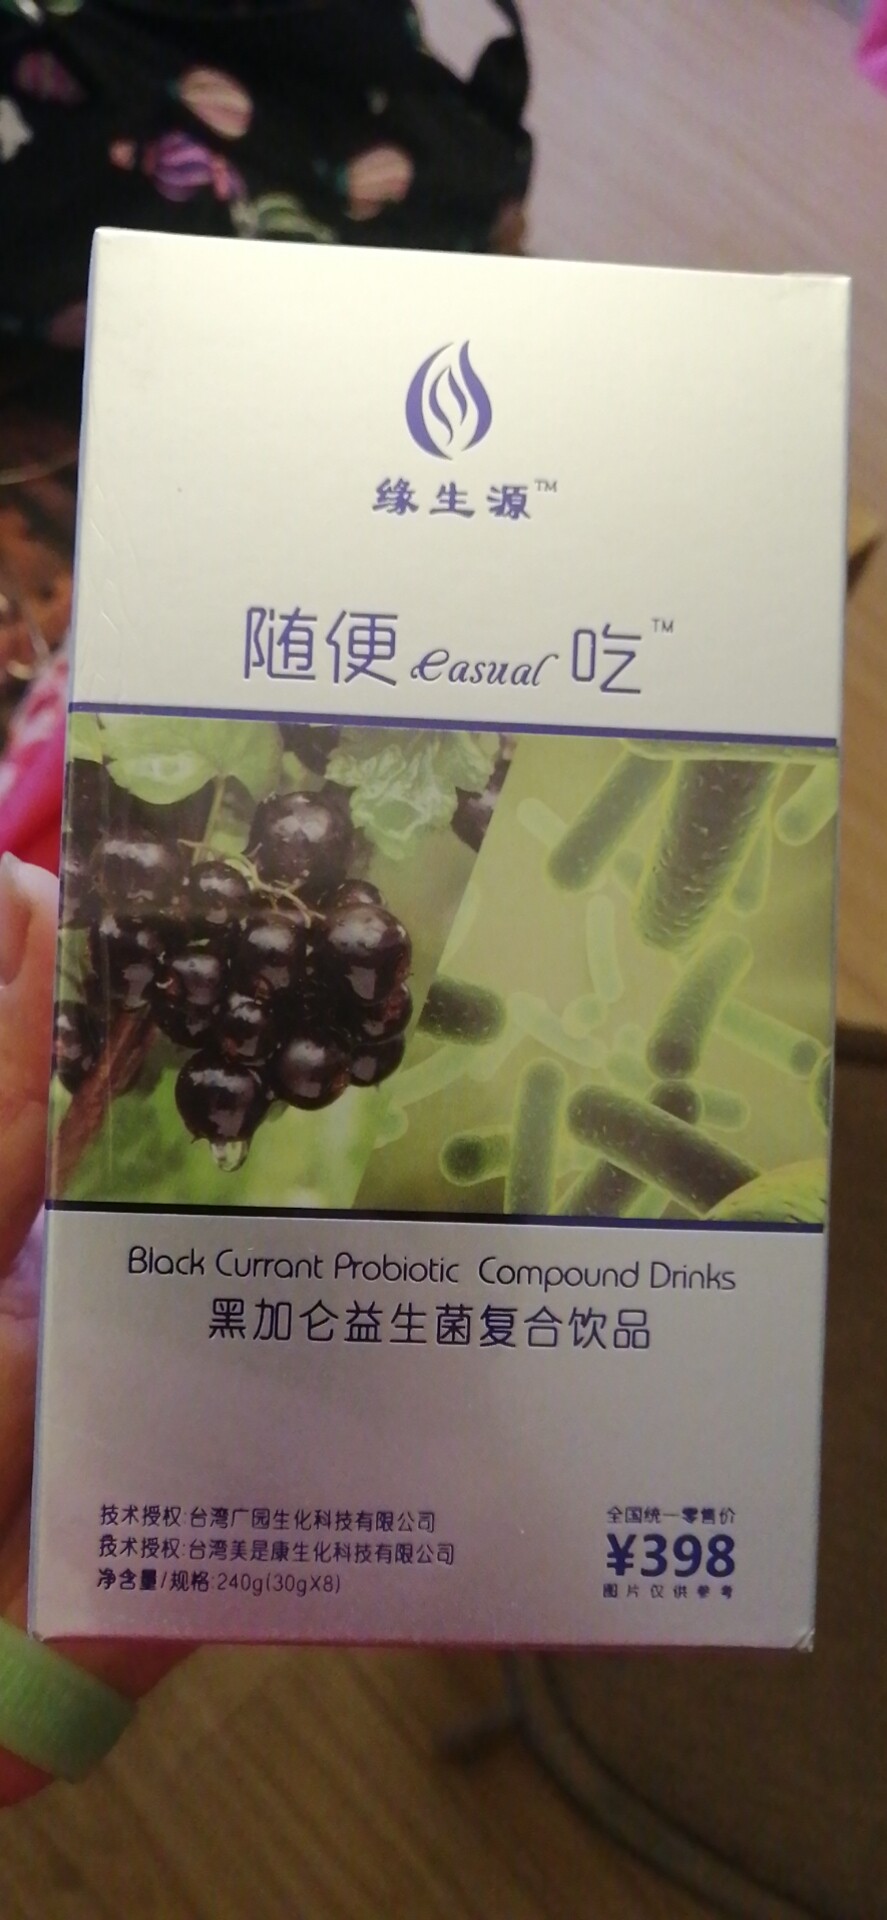 缘生源™
随便 easual 吃™
Black Currant Probiotic Compound Drinks
黑加仑益生菌复合饮品
技术授权:台湾广园生化科技有限公司
技术授权:台湾美是康生化科技有限公司
净含量/规格:240g(30gX8)
全国统一零售价
¥398
图片仅供参考